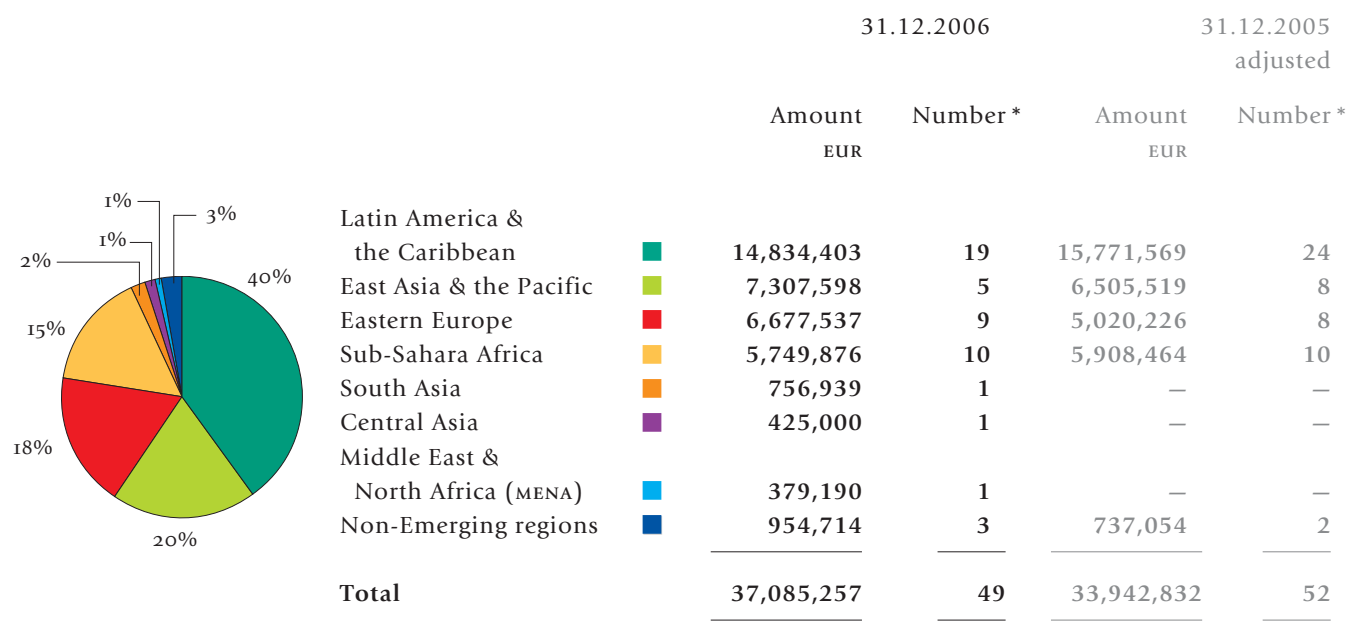 31.12.2006 31.12.2005
adjusted
Amount Number * Amount Number *
EUR EUR
1%
1%
2%
3%
40%
15%
18%
20%
Latin America &
the Caribbean 14,834,403 19 15,771,569 24
East Asia & the Pacific 7,307,598 5 6,505,519 8
Eastern Europe 6,677,537 9 5,020,226 8
Sub-Sahara Africa 5,749,876 10 5,908,464 10
South Asia 756,939 1 — —
Central Asia 425,000 1 — —
Middle East &
North Africa (MENA) 379,190 1 — —
Non-Emerging regions 954,714 3 737,054 2
Total 37,085,257 49 33,942,832 52